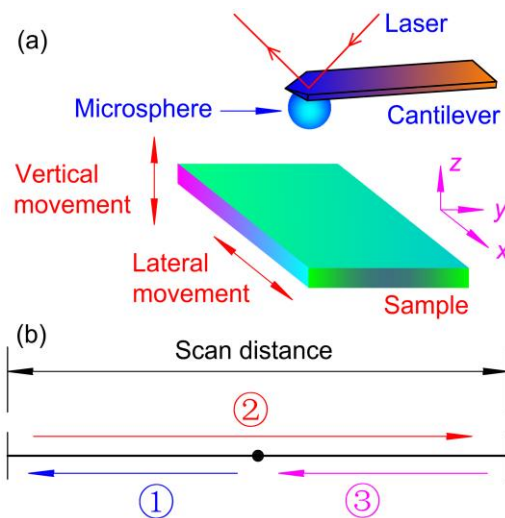 (a)
Laser
Microsphere
Cantilever
Vertical
movement
z
y
x
Lateral
movement
Sample
(b)
Scan distance
②
①
③